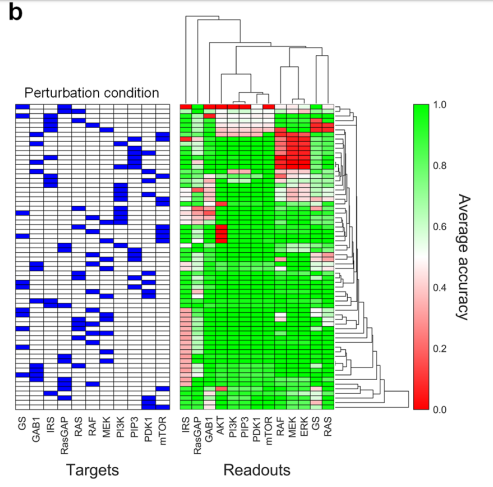 b
Perturbation condition
1.0
0.8
0.6
0.4
0.2
0.0
Average accuracy
GS
GAB1
IRS
RasGAP
RAS
RAF
MEK
PI3K
PIP3
PDK1
mTOR
IRS
RasGAP
GAB1
AKT
PI3K
PIP3
PDK1
mTOR
RAF
MEK
ERK
GS
RAS
Targets
Readouts